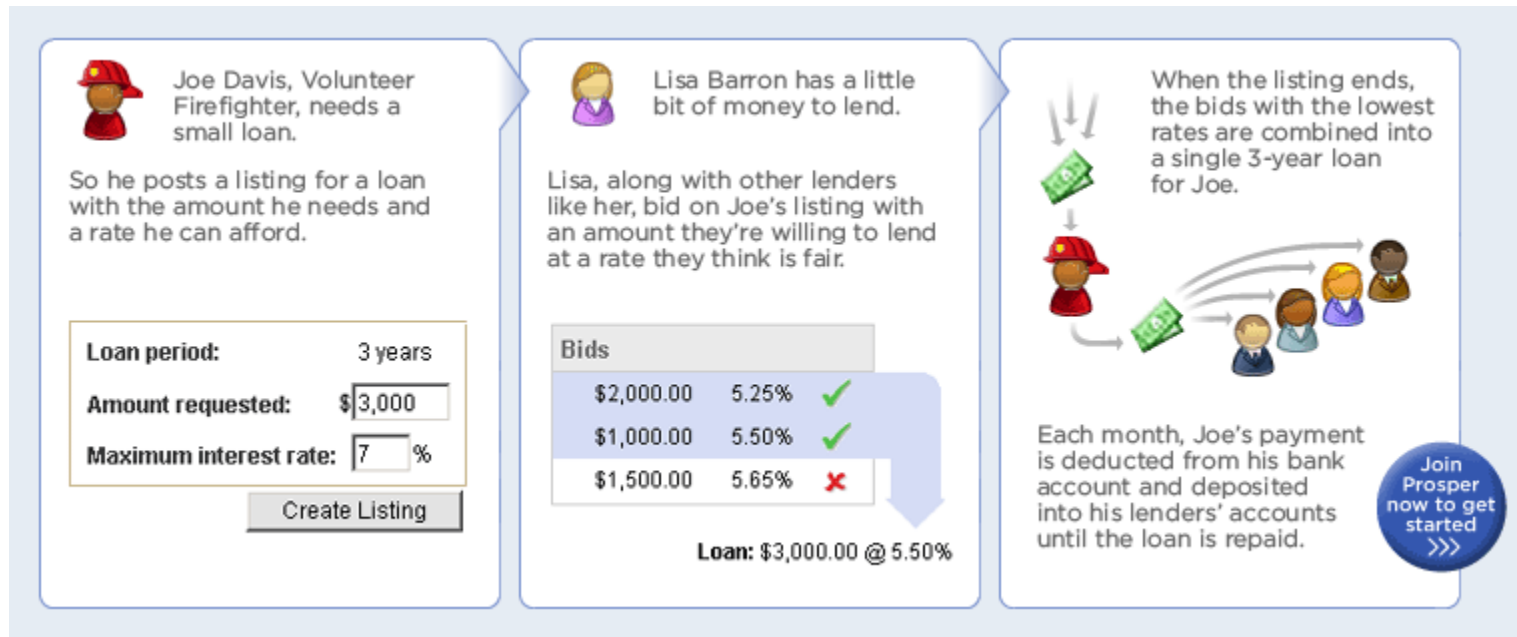 Joe Davis, Volunteer
Firefighter, needs a
small loan.
So he posts a listing for a loan
with the amount he needs and
a rate he can afford.
Loan period: 3 years
Amount requested: $ 3,000
Maximum interest rate: 7 %
Create Listing
Lisa Barron has a little
bit of money to lend.
Lisa, along with other lenders
like her, bid on Joe's listing with
an amount they're willing to lend
at a rate they think is fair.
Bids
$2,000.00 5.25%
$1,000.00 5.50%
$1,500.00 5.65%
Loan: $3,000.00 @ 5.50%
When the listing ends,
the bids with the lowest
rates are combined into
a single 3-year loan
for Joe.
Each month, Joe's payment
is deducted from his bank
account and deposited
into his lenders' accounts
until the loan is repaid.
Join
Prosper
now to get
started
>>>